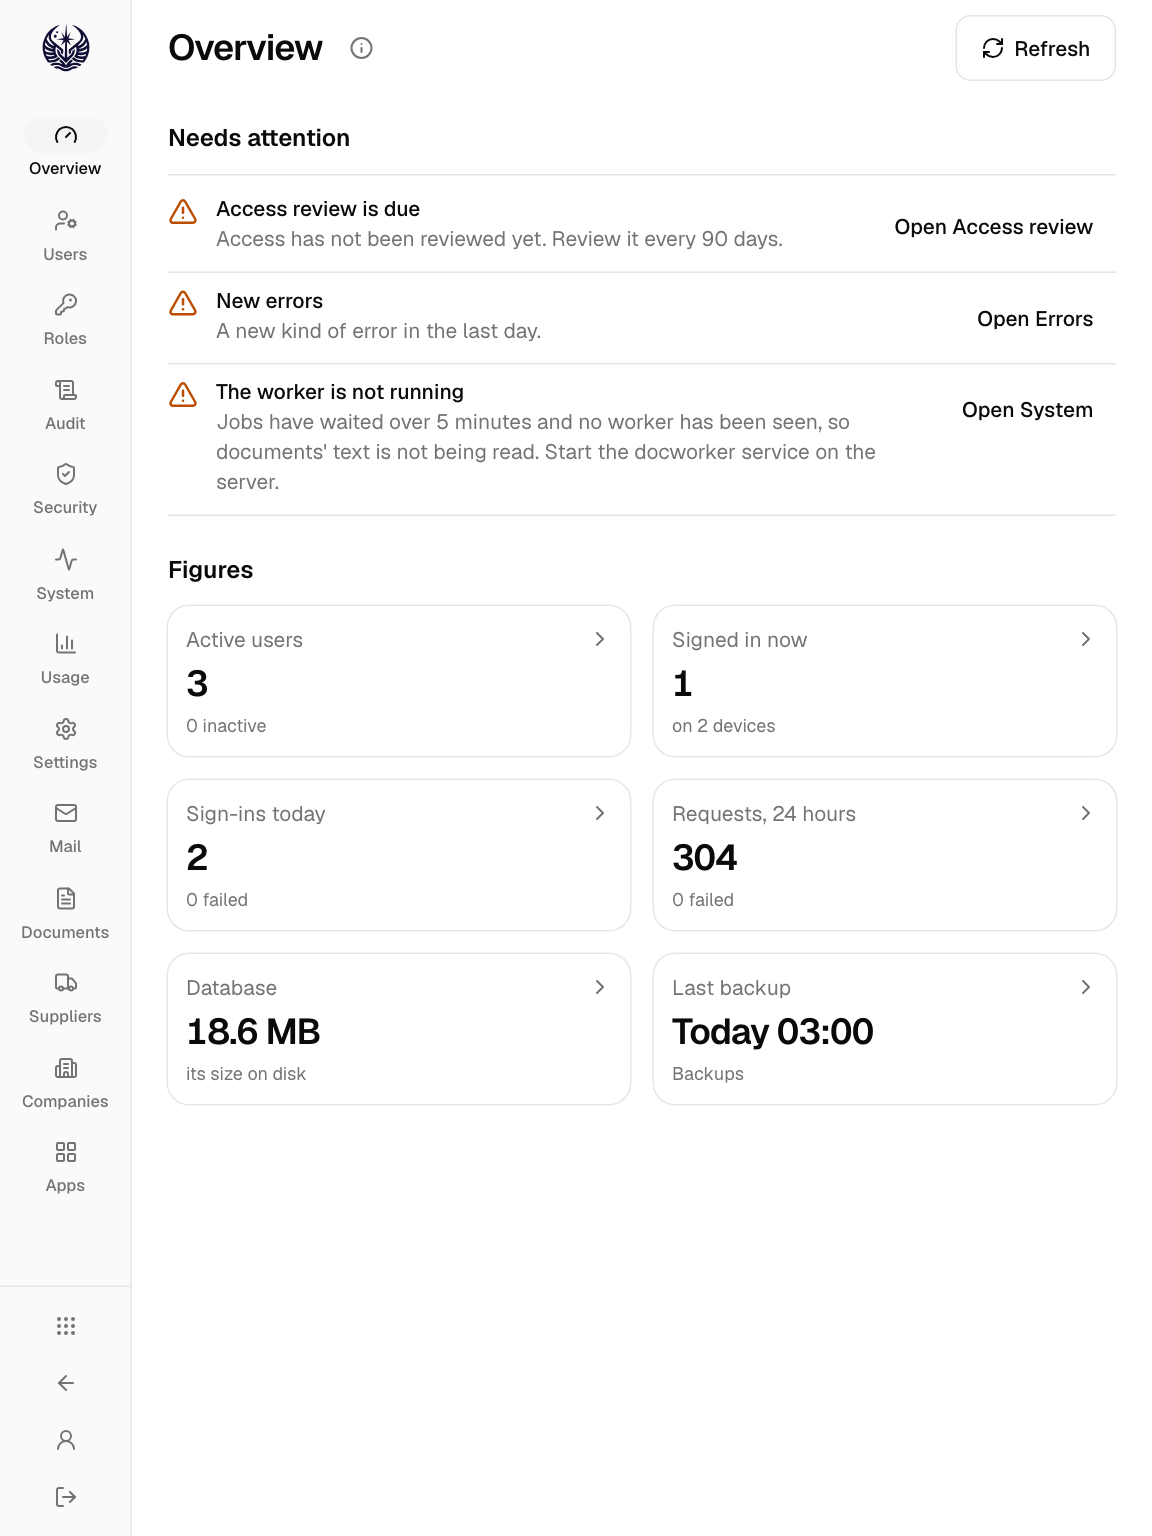 Overview
Refresh
Overview
Users
Roles
Audit
Security
System
Usage
Settings
Mail
Documents
Suppliers
Companies
Apps
Needs attention
Access review is due
Access has not been reviewed yet. Review it every 90 days.
Open Access review
New errors
A new kind of error in the last day.
Open Errors
The worker is not running
Jobs have waited over 5 minutes and no worker has been seen, so
documents' text is not being read. Start the docworker service on the
server.
Open System
Figures
Active users
3
0 inactive
Signed in now
1
on 2 devices
Sign-ins today
2
0 failed
Requests, 24 hours
304
0 failed
Database
18.6 MB
its size on disk
Last backup
Today 03:00
Backups